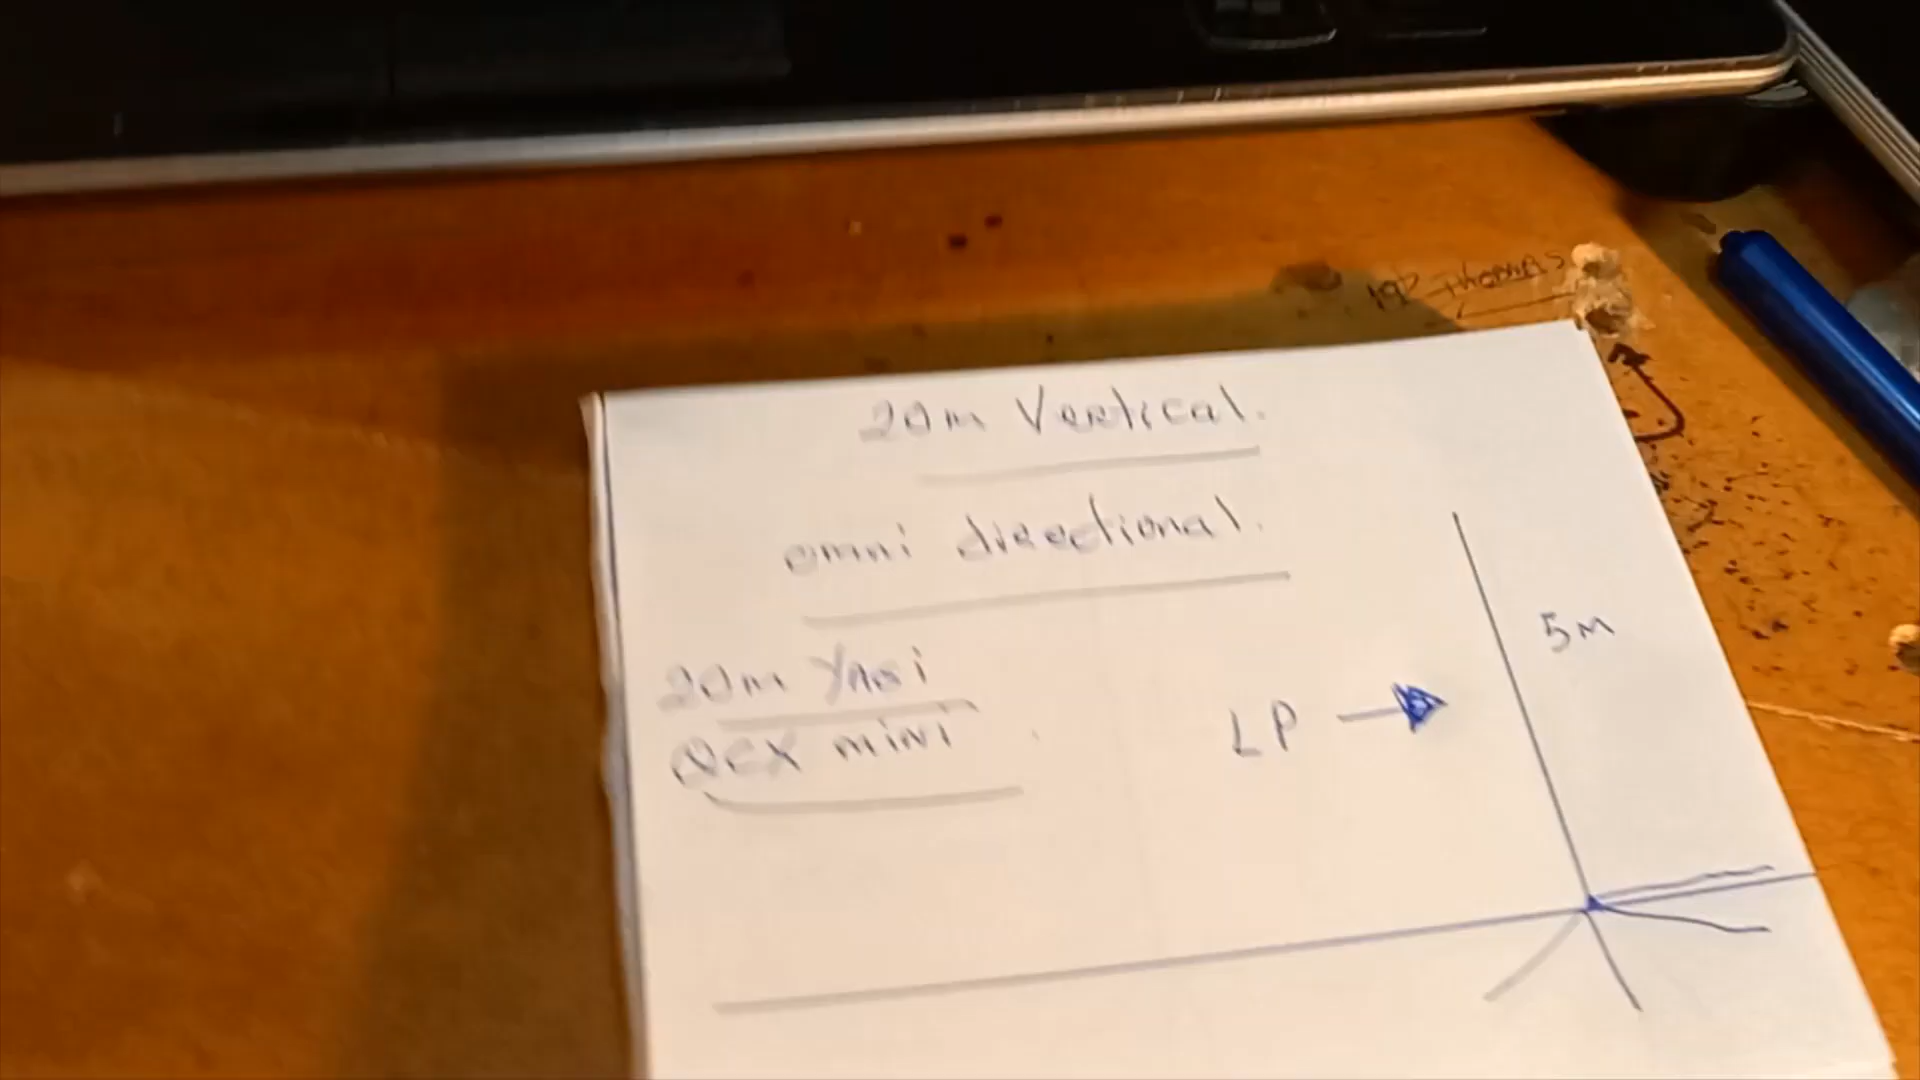 20m Vertical.
omni directional.
5m
20m YAGi
QCX mini
LP